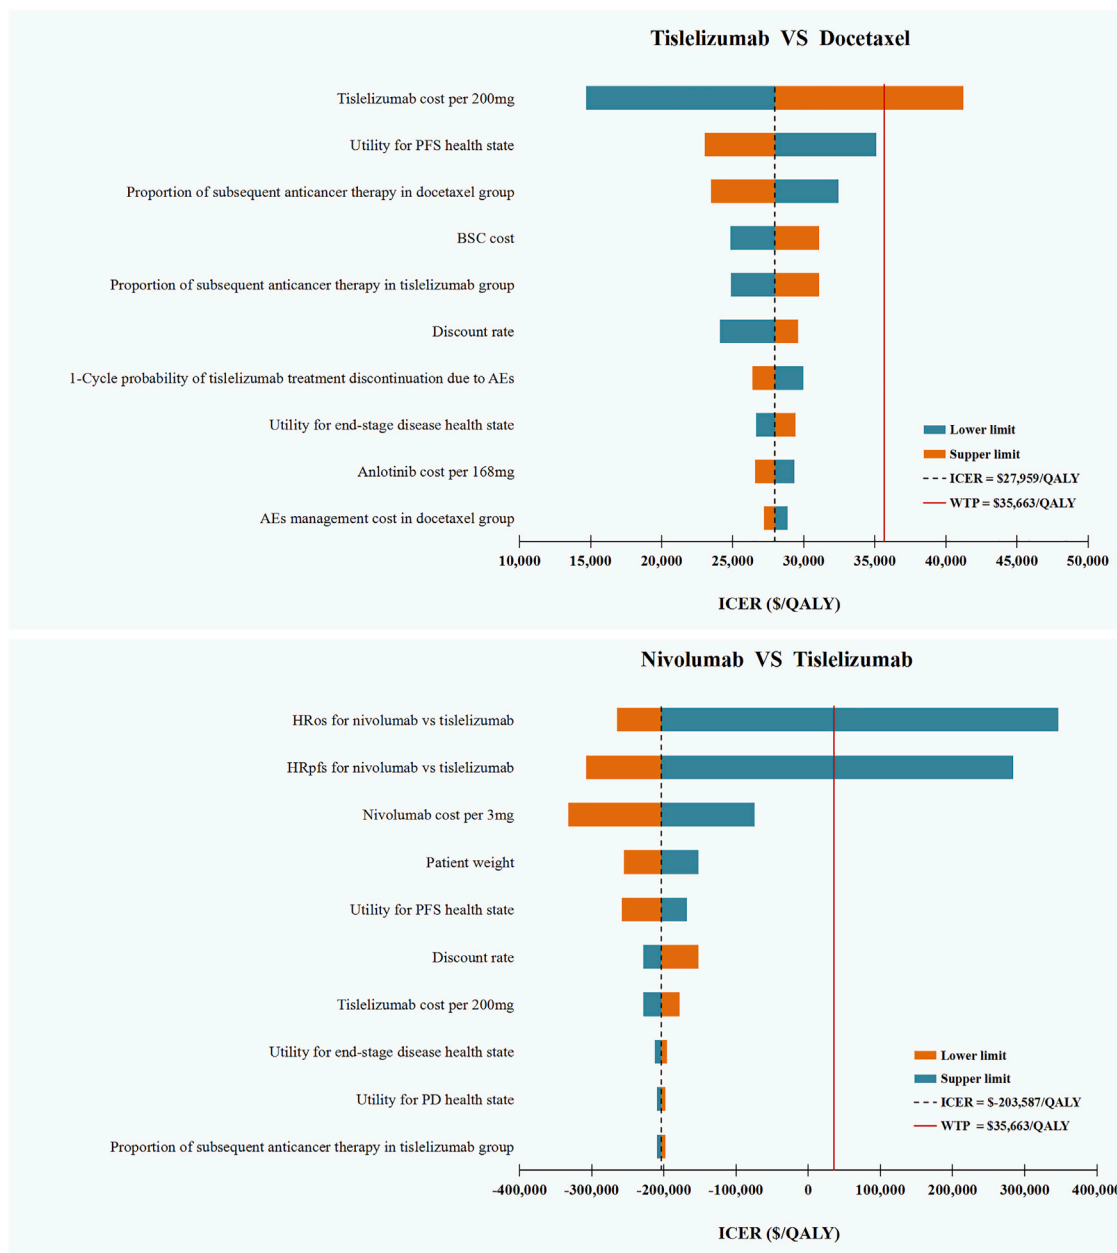 Tislelizumab VS Docetaxel
Tislelizumab cost per 200mg
Utility for PFS health state
Proportion of subsequent anticancer therapy in docetaxel group
BSC cost
Proportion of subsequent anticancer therapy in tislelizumab group
Discount rate
1-Cycle probability of tislelizumab treatment discontinuation due to AEs
Utility for end-stage disease health state
Anlotinib cost per 168mg
AEs management cost in docetaxel group
Lower limit
Supper limit
ICER = $27,959/QALY
WTP = $35,663/QALY
10,000 15,000 20,000 25,000 30,000 35,000 40,000 45,000 50,000
ICER ($/QALY)
Nivolumab VS Tislelizumab
HRos for nivolumab vs tislelizumab
HRpfs for nivolumab vs tislelizumab
Nivolumab cost per 3mg
Patient weight
Utility for PFS health state
Discount rate
Tislelizumab cost per 200mg
Utility for end-stage disease health state
Utility for PD health state
Proportion of subsequent anticancer therapy in tislelizumab group
Lower limit
Supper limit
ICER = $-203,587/QALY
WTP = $35,663/QALY
-400,000 -300,000 -200,000 -100,000 0 100,000 200,000 300,000 400,00
ICER ($/QALY)